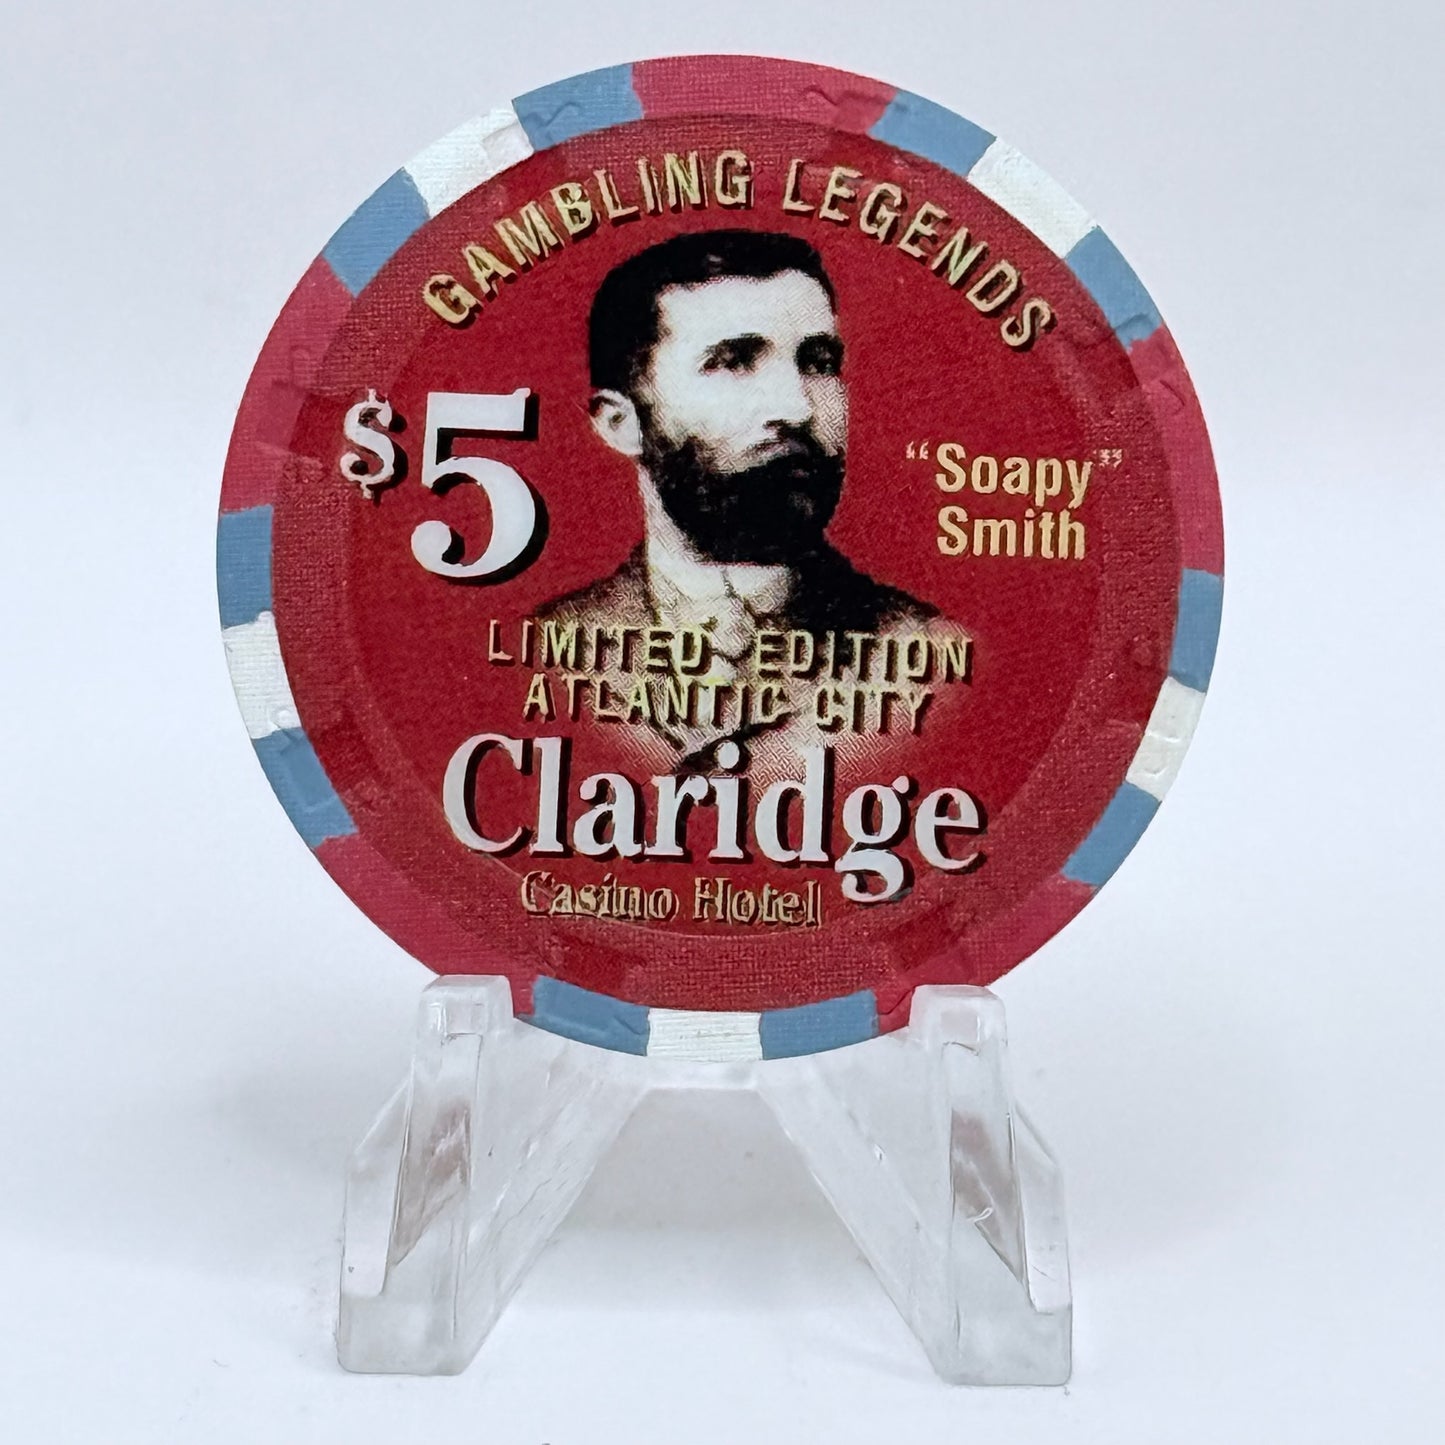 GAMBLING LEGENDS
$5
“Soapy”
Smith
LIMITED EDITION
ATLANTIC CITY
Claridge
Casino Hotel